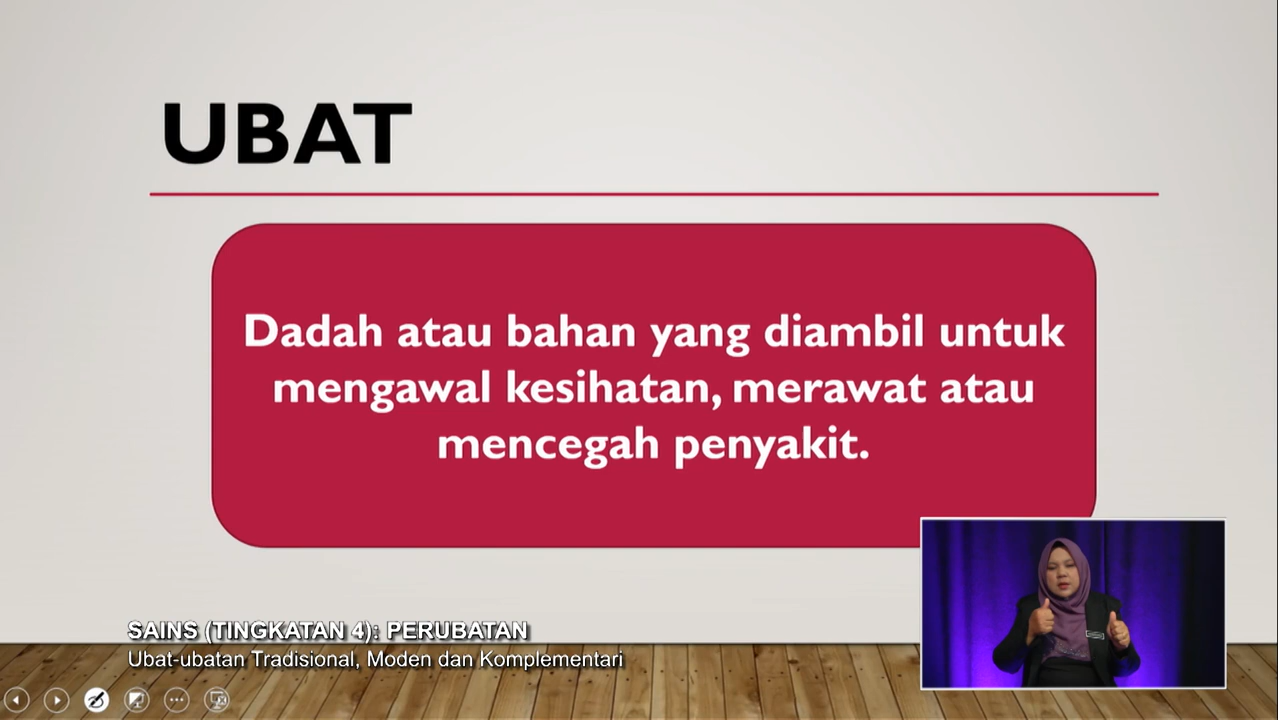 UBAT
Dadah atau bahan yang diambil untuk
mengawal kesihatan, merawat atau
mencegah penyakit.
SAINS (TINGKATAN 4): PERUBATAN
Ubat-ubatan Tradisional, Moden dan Komplementari